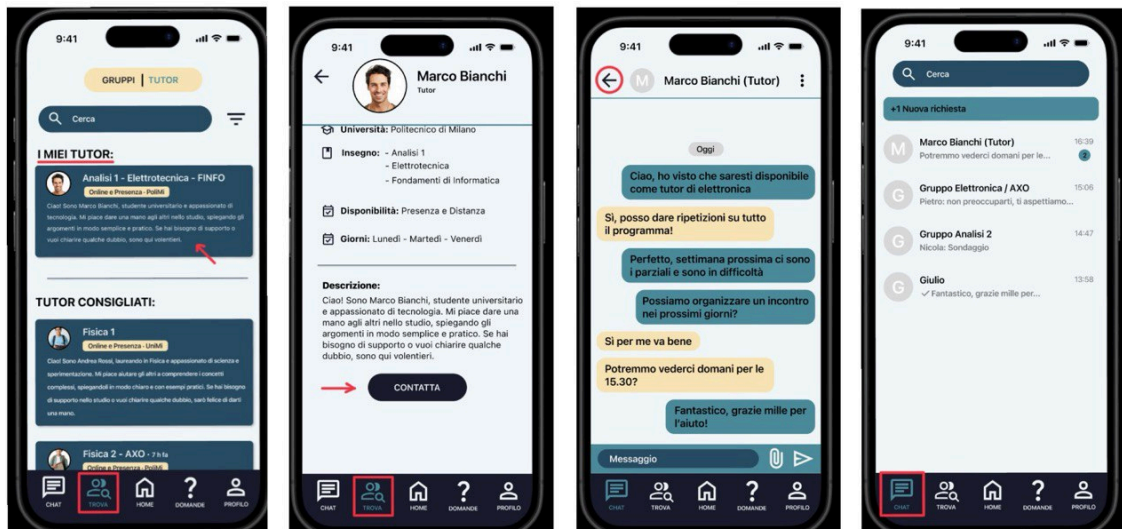 9:41
GRUPPI | TUTOR
Cerca
I MIEI TUTOR:
Analisi 1 - Elettrotecnica - FINFO
Online e Presenza - PoliMi
Ciao! Sono Marco Bianchi, studente universitario e appassionato di
tecnologia. Mi piace dare una mano agli altri nello studio, spiegando gli
argomenti in modo semplice e pratico. Se hai bisogno di supporto o
vuoi chiarire qualche dubbio, sono qui volentieri.
TUTOR CONSIGLIATI:
Fisica 1
Online e Presenza - UniMi
Ciao! Sono Andrea Rossi, laureando in Fisica e appassionato di scienza e
sperimentazione. Mi piace aiutare gli altri a comprendere i concetti
complessi, spiegandoli in modo chiaro e con esempi pratici. Se hai bisogno
di supporto nello studio o vuoi chiarire qualche dubbio, sarò felice di darti
una mano.
Fisica 2 - AXO • 7 h fa
Online e Presenza - PoliMi
CHAT
TROVA
HOME
DOMANDE
PROFILO
9:41
Marco Bianchi
Tutor
Università: Politecnico di Milano
Insegno: - Analisi 1
- Elettrotecnica
- Fondamenti di Informatica
Disponibilità: Presenza e Distanza
Giorni: Lunedì - Martedì - Venerdì
Descrizione:
Ciao! Sono Marco Bianchi, studente universitario
e appassionato di tecnologia. Mi piace dare una
mano agli altri nello studio, spiegando gli
argomenti in modo semplice e pratico. Se hai
bisogno di supporto o vuoi chiarire qualche
dubbio, sono qui volentieri.
CONTATTA
CHAT
TROVA
HOME
DOMANDE
PROFILO
9:41
M
Marco Bianchi (Tutor)
Oggi
Ciao, ho visto che saresti disponibile
come tutor di elettronica
Sì, posso dare ripetizioni su tutto
il programma!
Perfetto, settimana prossima ci sono
i parziali e sono in difficoltà
Possiamo organizzare un incontro
nei prossimi giorni?
Sì per me va bene
Potremmo vederci domani per le
15.30?
Fantastico, grazie mille per
l'aiuto!
Messaggio
CHAT
TROVA
HOME
DOMANDE
PROFILO
9:41
Cerca
+1 Nuova richiesta
M
Marco Bianchi (Tutor)
16:39
Potremmo vederci domani per le...
2
G
Gruppo Elettronica / AXO
15:06
Pietro: non preoccuparti, ti aspettiamo...
G
Gruppo Analisi 2
14:47
Nicola: Sondaggio
G
Giulio
13:58
Fantastico, grazie mille per...
CHAT
TROVA
HOME
DOMANDE
PROFILO